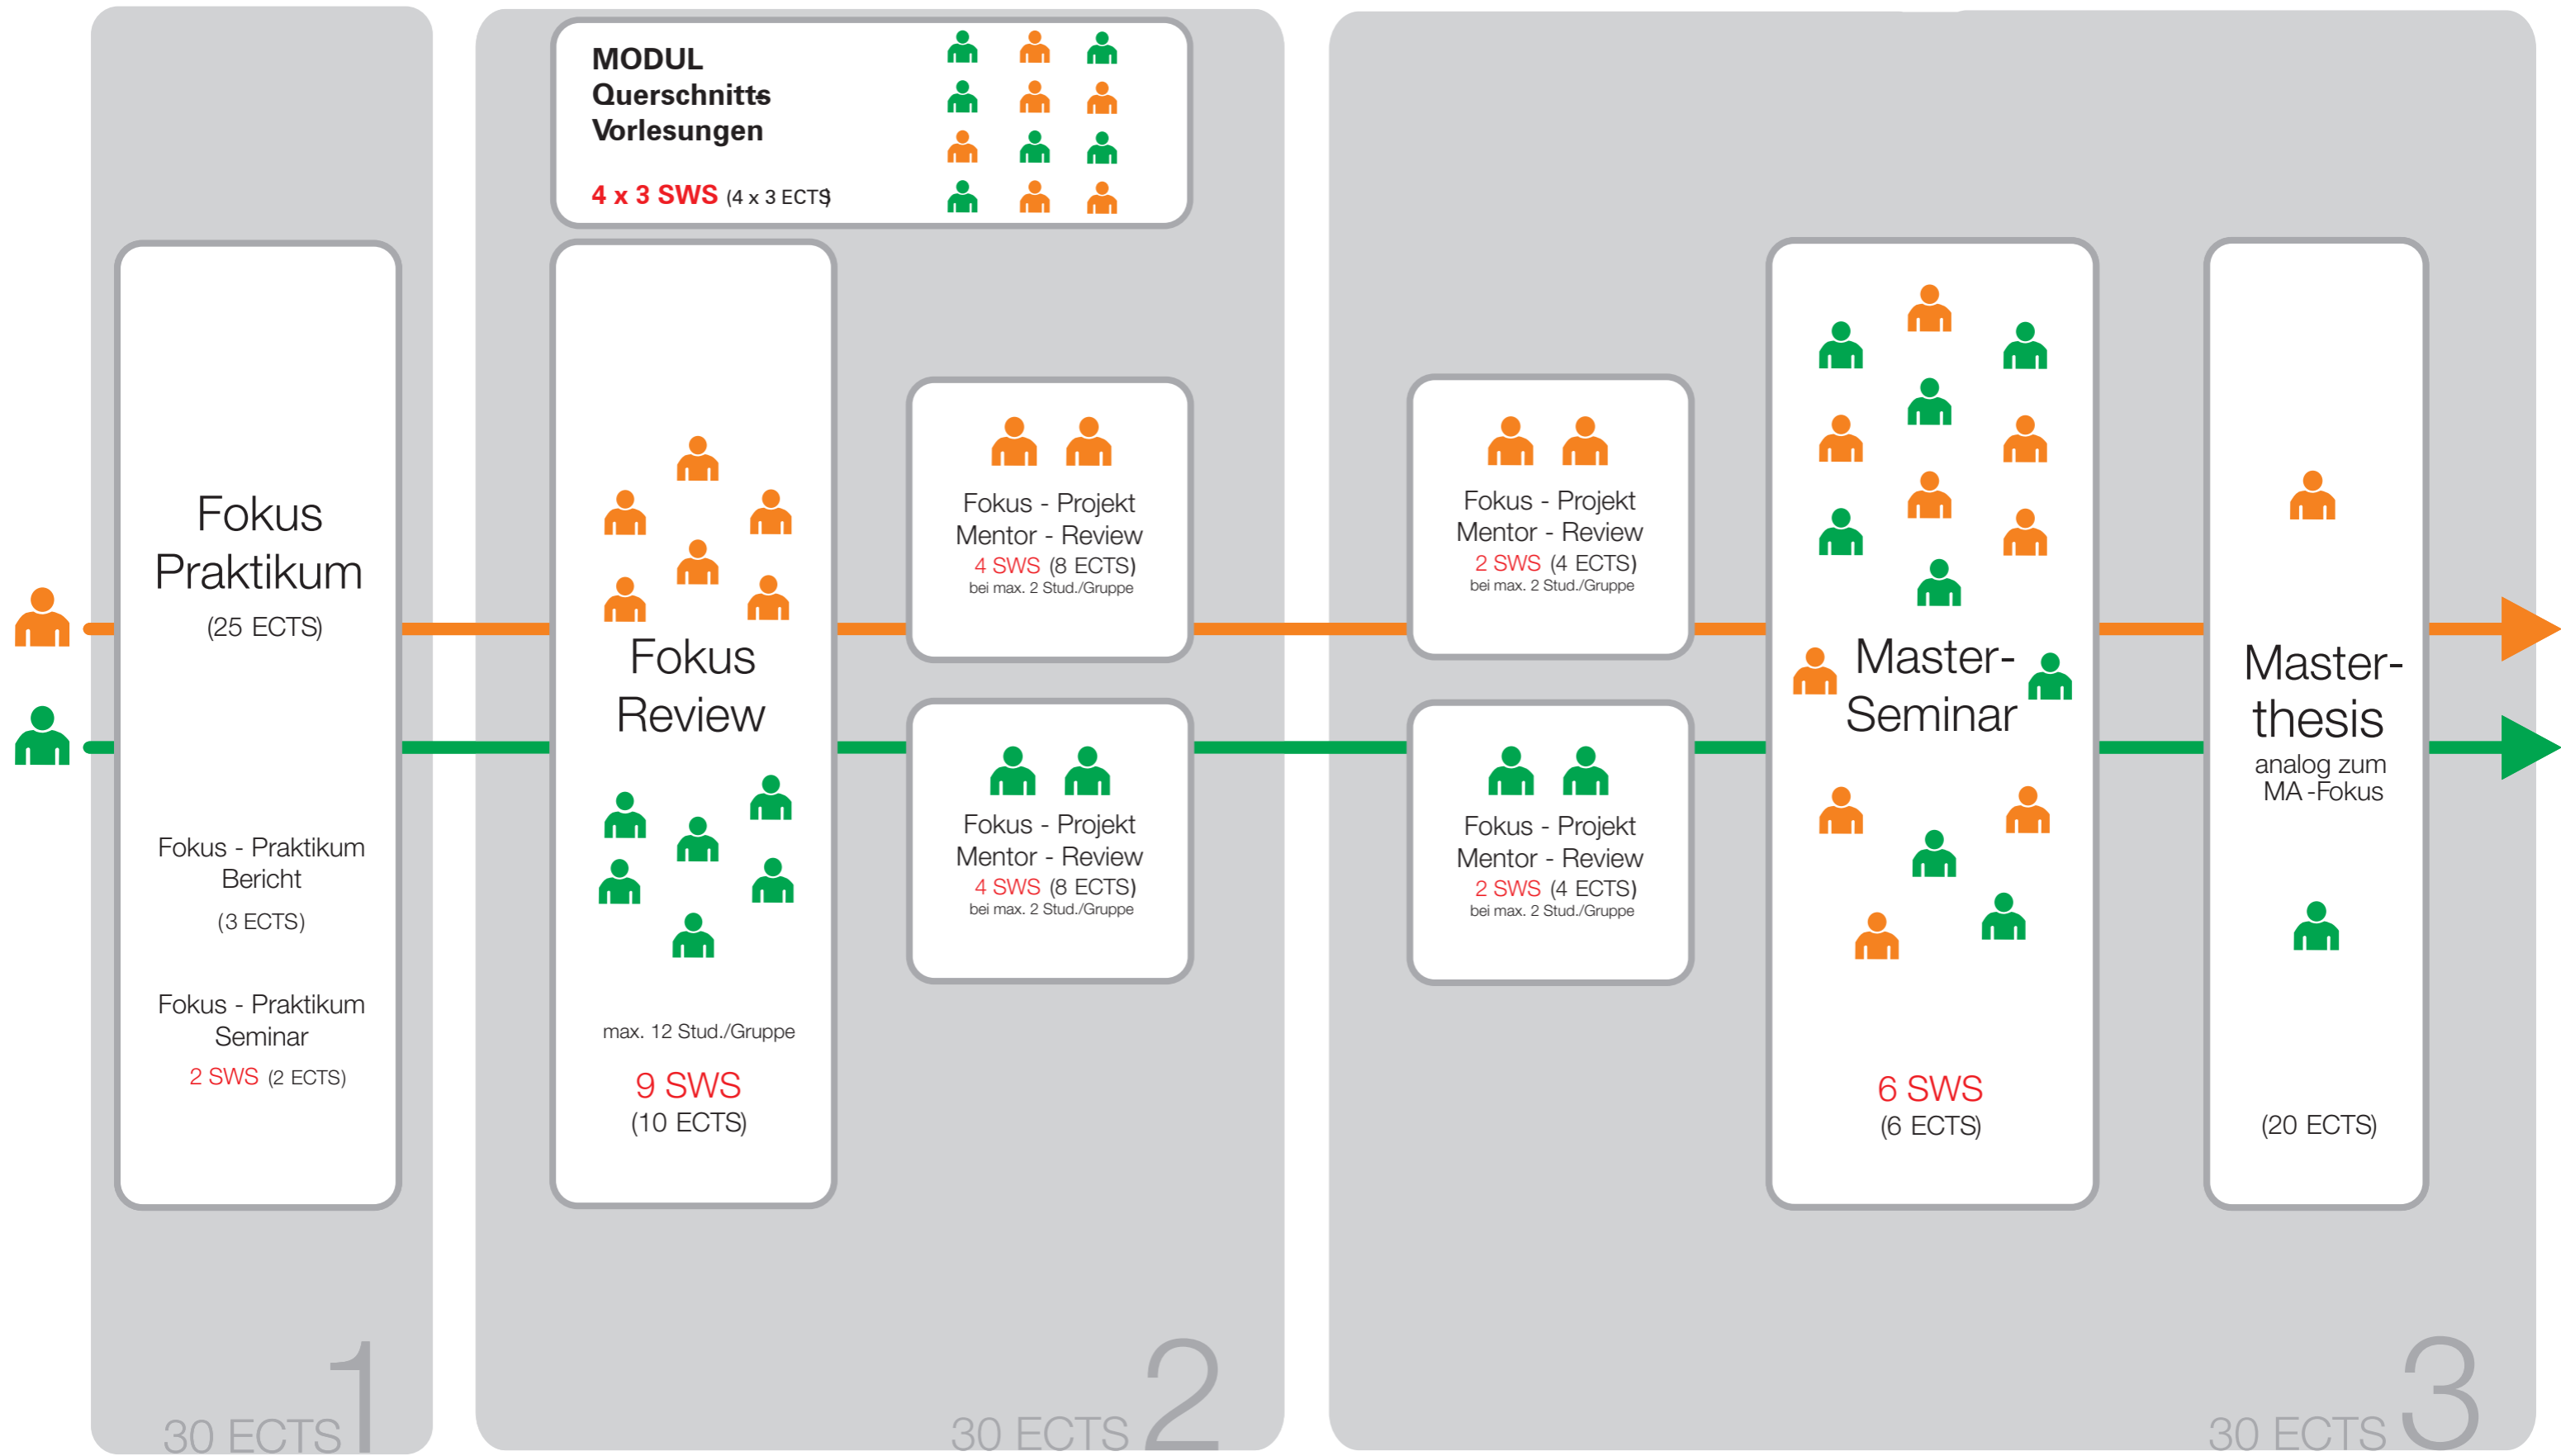 Fokus
Praktikum
(25 ECTS)
Fokus - Praktikum
Bericht
(3 ECTS)
Fokus - Praktikum
Seminar
2 SWS (2 ECTS)
30 ECTS 1
MODUL
Querschnitts
Vorlesungen
4 x 3 SWS (4 x 3 ECTS)
Fokus
Review
max. 12 Stud./Gruppe
9 SWS
(10 ECTS)
Fokus - Projekt
Mentor - Review
4 SWS (8 ECTS)
bei max. 2 Stud./Gruppe
Fokus - Projekt
Mentor - Review
4 SWS (8 ECTS)
bei max. 2 Stud./Gruppe
30 ECTS 2
Fokus - Projekt
Mentor - Review
2 SWS (4 ECTS)
bei max. 2 Stud./Gruppe
Fokus - Projekt
Mentor - Review
2 SWS (4 ECTS)
bei max. 2 Stud./Gruppe
Master-
Seminar
6 SWS
(6 ECTS)
Master-
thesis
analog zum
MA -Fokus
(20 ECTS)
30 ECTS 3